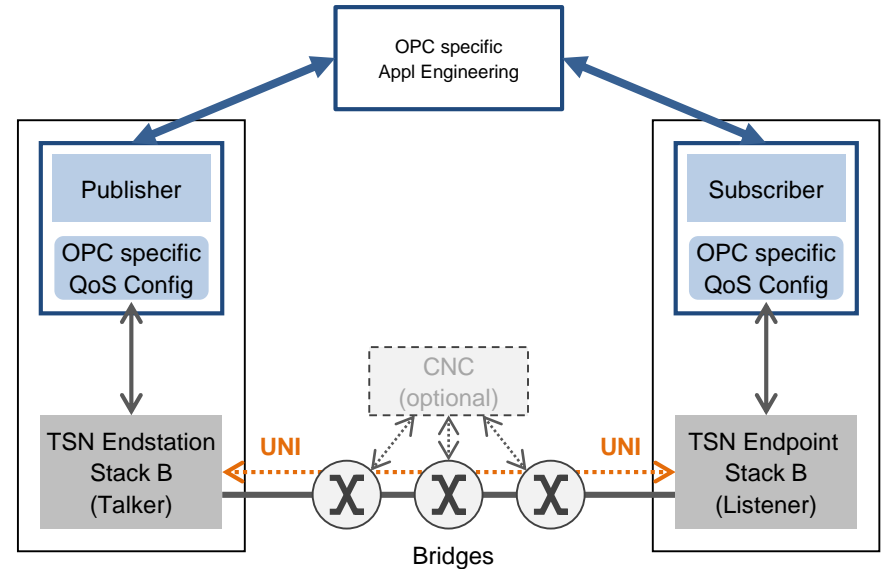 OPC specific
Appl Engineering
Publisher
OPC specific
QoS Config
Subscriber
OPC specific
QoS Config
CNC
(optional)
TSN Endstation
Stack B
(Talker)
UNI
UNI
TSN Endpoint
Stack B
(Listener)
Bridges